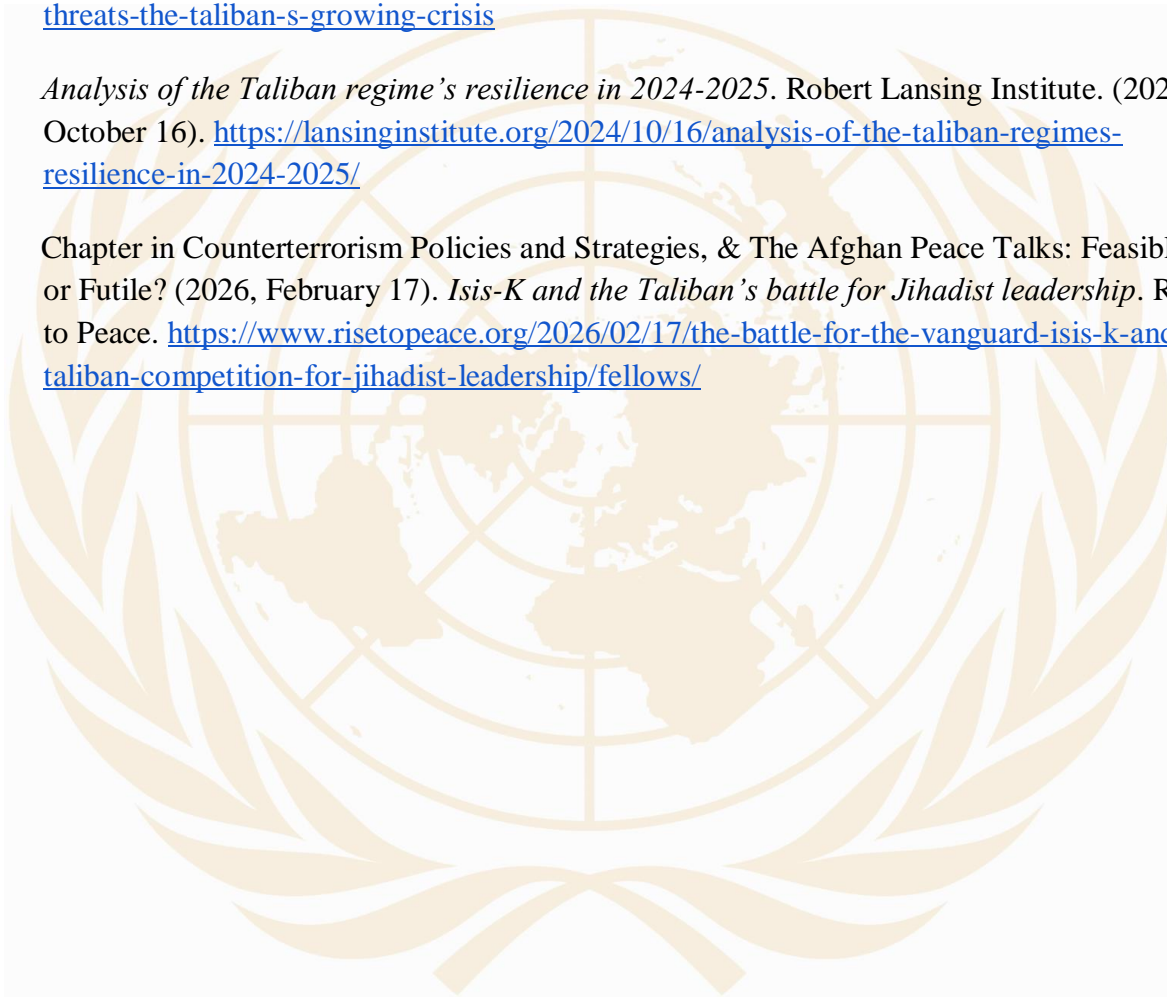 threats-the-taliban-s-growing-crisis
Analysis of the Taliban regime’s resilience in 2024-2025. Robert Lansing Institute. (202
October 16). https://lansinginstitute.org/2024/10/16/analysis-of-the-taliban-regimes-
resilience-in-2024-2025/
Chapter in Counterterrorism Policies and Strategies, & The Afghan Peace Talks: Feasibl
or Futile? (2026, February 17). Isis-K and the Taliban’s battle for Jihadist leadership. R
to Peace. https://www.risetopeace.org/2026/02/17/the-battle-for-the-vanguard-isis-k-and
taliban-competition-for-jihadist-leadership/fellows/